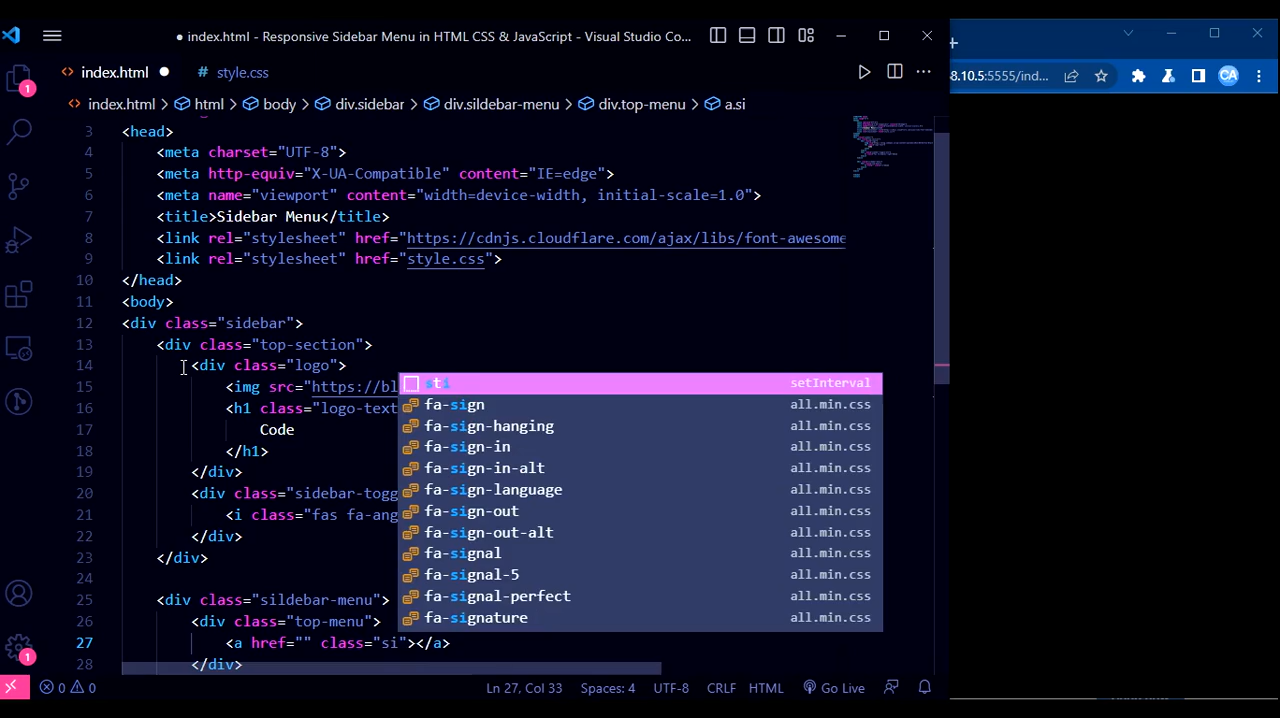 index.html - Responsive Sidebar Menu in HTML CSS & JavaScript - Visual Studio Co...
index.html
# style.css
index.html > html > body > div.sidebar > div.sildebar-menu > div.top-menu > a.si
8.10.5:5555/ind...
CA
1
3 <head>
4 <meta charset="UTF-8">
5 <meta http-equiv="X-UA-Compatible" content="IE=edge">
6 <meta name="viewport" content="width=device-width, initial-scale=1.0">
7 <title>Sidebar Menu</title>
8 <link rel="stylesheet" href="https://cdnjs.cloudflare.com/ajax/libs/font-awesome
9 <link rel="stylesheet" href="style.css">
10 </head>
11 <body>
12 <div class="sidebar">
13 <div class="top-section">
14 <div class="logo">
15 <img src="https://bl
16 <h1 class="logo-text
17 Code
18 </h1>
19 </div>
20 <div class="sidebar-togg
21 <i class="fas fa-ang
22 </div>
23 </div>
24
25 <div class="sildebar-menu">
26 <div class="top-menu">
27 <a href="" class="si"></a>
28 </div>
sti setInterval
fa-sign all.min.css
fa-sign-hanging all.min.css
fa-sign-in all.min.css
fa-sign-in-alt all.min.css
fa-sign-language all.min.css
fa-sign-out all.min.css
fa-sign-out-alt all.min.css
fa-signal all.min.css
fa-signal-5 all.min.css
fa-signal-perfect all.min.css
fa-signature all.min.css
1
0 0 Ln 27, Col 33 Spaces: 4 UTF-8 CRLF HTML Go Live